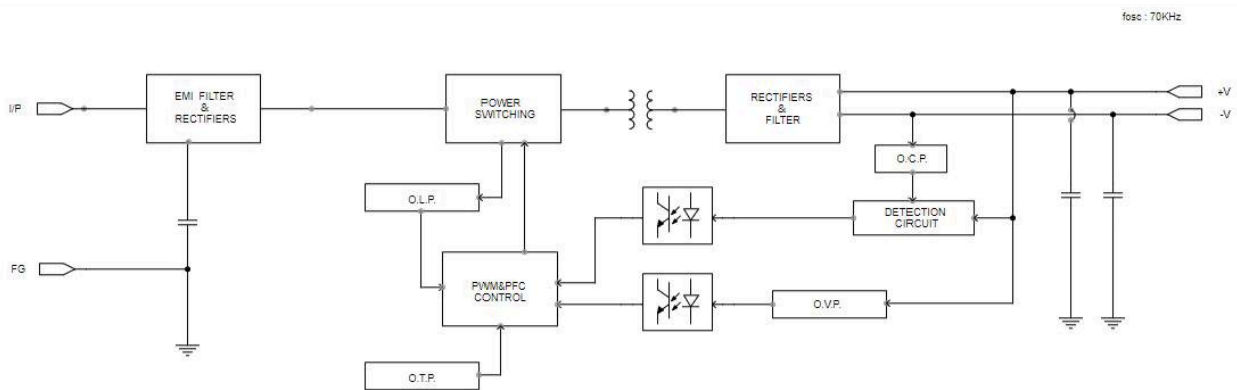 fosc : 70KHz
I/P
EMI FILTER
&
RECTIFIERS
POWER
SWITCHING
RECTIFIERS
&
FILTER
+V
-V
O.C.P.
O.L.P.
DETECTION
CIRCUIT
FG
PWM&PFC
CONTROL
O.V.P.
O.T.P.